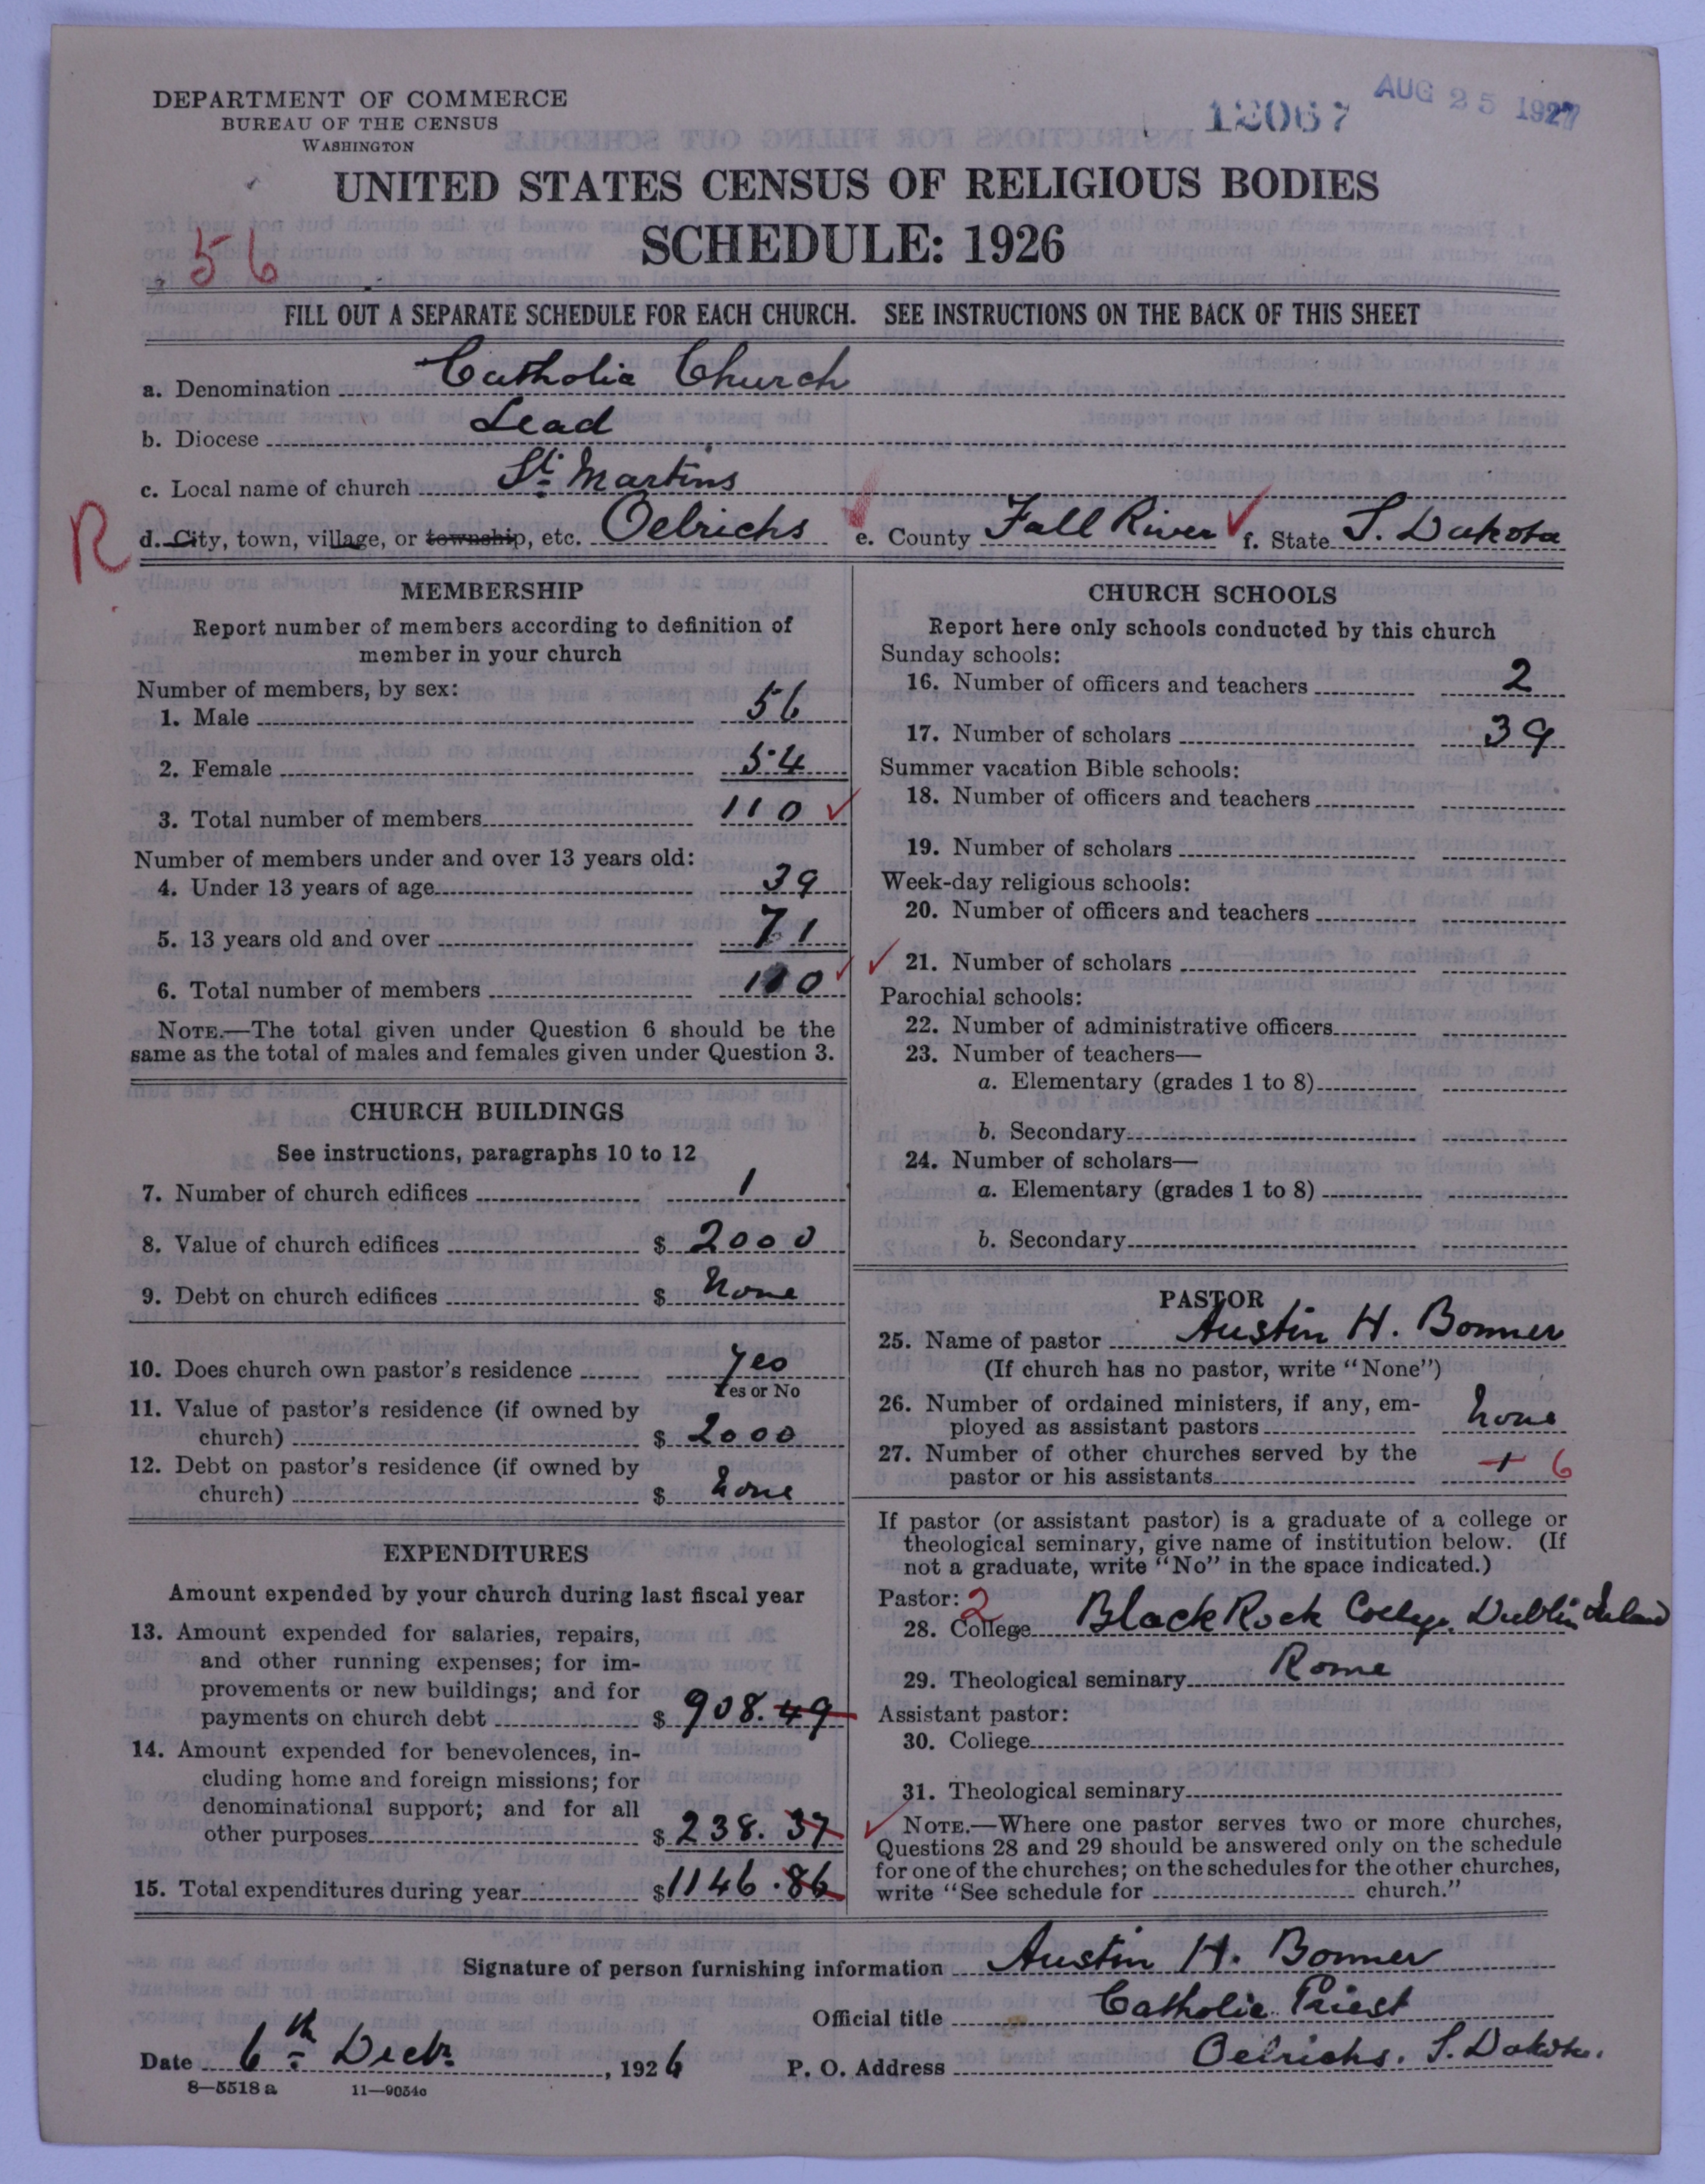 DEPARTMENT OF COMMERCE
BUREAU OF THE CENSUS
WASHINGTON
12067
AUG 25 1927
UNITED STATES CENSUS OF RELIGIOUS BODIES
SCHEDULE: 1926
56
FILL OUT A SEPARATE SCHEDULE FOR EACH CHURCH. SEE INSTRUCTIONS ON THE BACK OF THIS SHEET
a. Denomination Catholic Church
b. Diocese Lead
c. Local name of church St. Martins
R d. City, town, village, or township, etc. Oelrichs e. County Fall River f. State S. Dakota
MEMBERSHIP
Report number of members according to definition of
member in your church
Number of members, by sex:
1. Male 56
2. Female 54
3. Total number of members 110
Number of members under and over 13 years old:
4. Under 13 years of age 39
5. 13 years old and over 71
6. Total number of members 110
NOTE.—The total given under Question 6 should be the
same as the total of males and females given under Question 3.
CHURCH BUILDINGS
See instructions, paragraphs 10 to 12
7. Number of church edifices 1
8. Value of church edifices $ 2000
9. Debt on church edifices $ None
10. Does church own pastor's residence Yes
Yes or No
11. Value of pastor's residence (if owned by
church) $ 2000
12. Debt on pastor's residence (if owned by
church) $ None
EXPENDITURES
Amount expended by your church during last fiscal year
13. Amount expended for salaries, repairs,
and other running expenses; for im-
provements or new buildings; and for
payments on church debt $ 908.49
14. Amount expended for benevolences, in-
cluding home and foreign missions; for
denominational support; and for all
other purposes $ 238.37
15. Total expenditures during year $ 1146.86
CHURCH SCHOOLS
Report here only schools conducted by this church
Sunday schools:
16. Number of officers and teachers 2
17. Number of scholars 39
Summer vacation Bible schools:
18. Number of officers and teachers
19. Number of scholars
Week-day religious schools:
20. Number of officers and teachers
21. Number of scholars
Parochial schools:
22. Number of administrative officers
23. Number of teachers—
a. Elementary (grades 1 to 8)
b. Secondary
24. Number of scholars—
a. Elementary (grades 1 to 8)
b. Secondary
PASTOR
25. Name of pastor Austin H. Bonner
(If church has no pastor, write "None")
26. Number of ordained ministers, if any, em-
ployed as assistant pastors None
27. Number of other churches served by the
pastor or his assistants 6
If pastor (or assistant pastor) is a graduate of a college or
theological seminary, give name of institution below. (If
not a graduate, write "No" in the space indicated.)
Pastor: 2
28. College BlackRock College. Dublin Ireland
29. Theological seminary Rome
Assistant pastor:
30. College
31. Theological seminary
NOTE.—Where one pastor serves two or more churches,
Questions 28 and 29 should be answered only on the schedule
for one of the churches; on the schedules for the other churches,
write "See schedule for church."
Signature of person furnishing information Austin H. Bonner
Official title Catholic Priest
Date 6th Decbr. , 1926 P. O. Address Oelrichs. S. Dakota.
8—5518 a 11—9054c